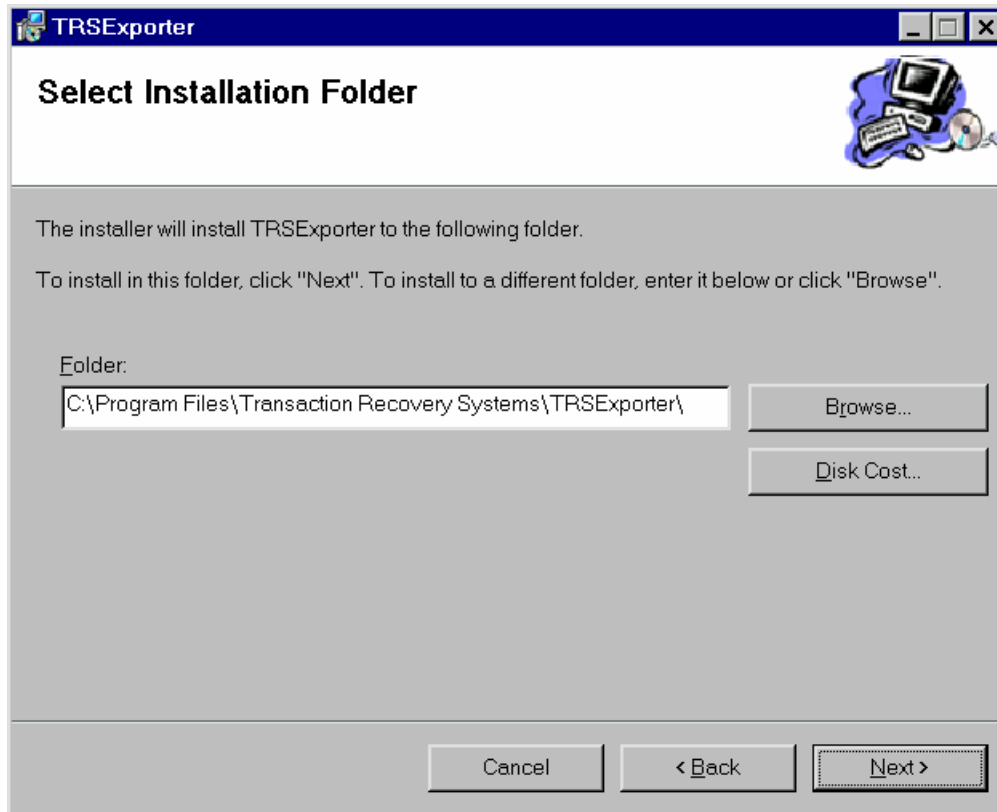 TRSExporter
Select Installation Folder
The installer will install TRSExporter to the following folder.
To install in this folder, click "Next". To install to a different folder, enter it below or click "Browse".
Folder:
C:\Program Files\Transaction Recovery Systems\TRSExporter\
Browse...
Disk Cost...
Cancel
< Back
Next >